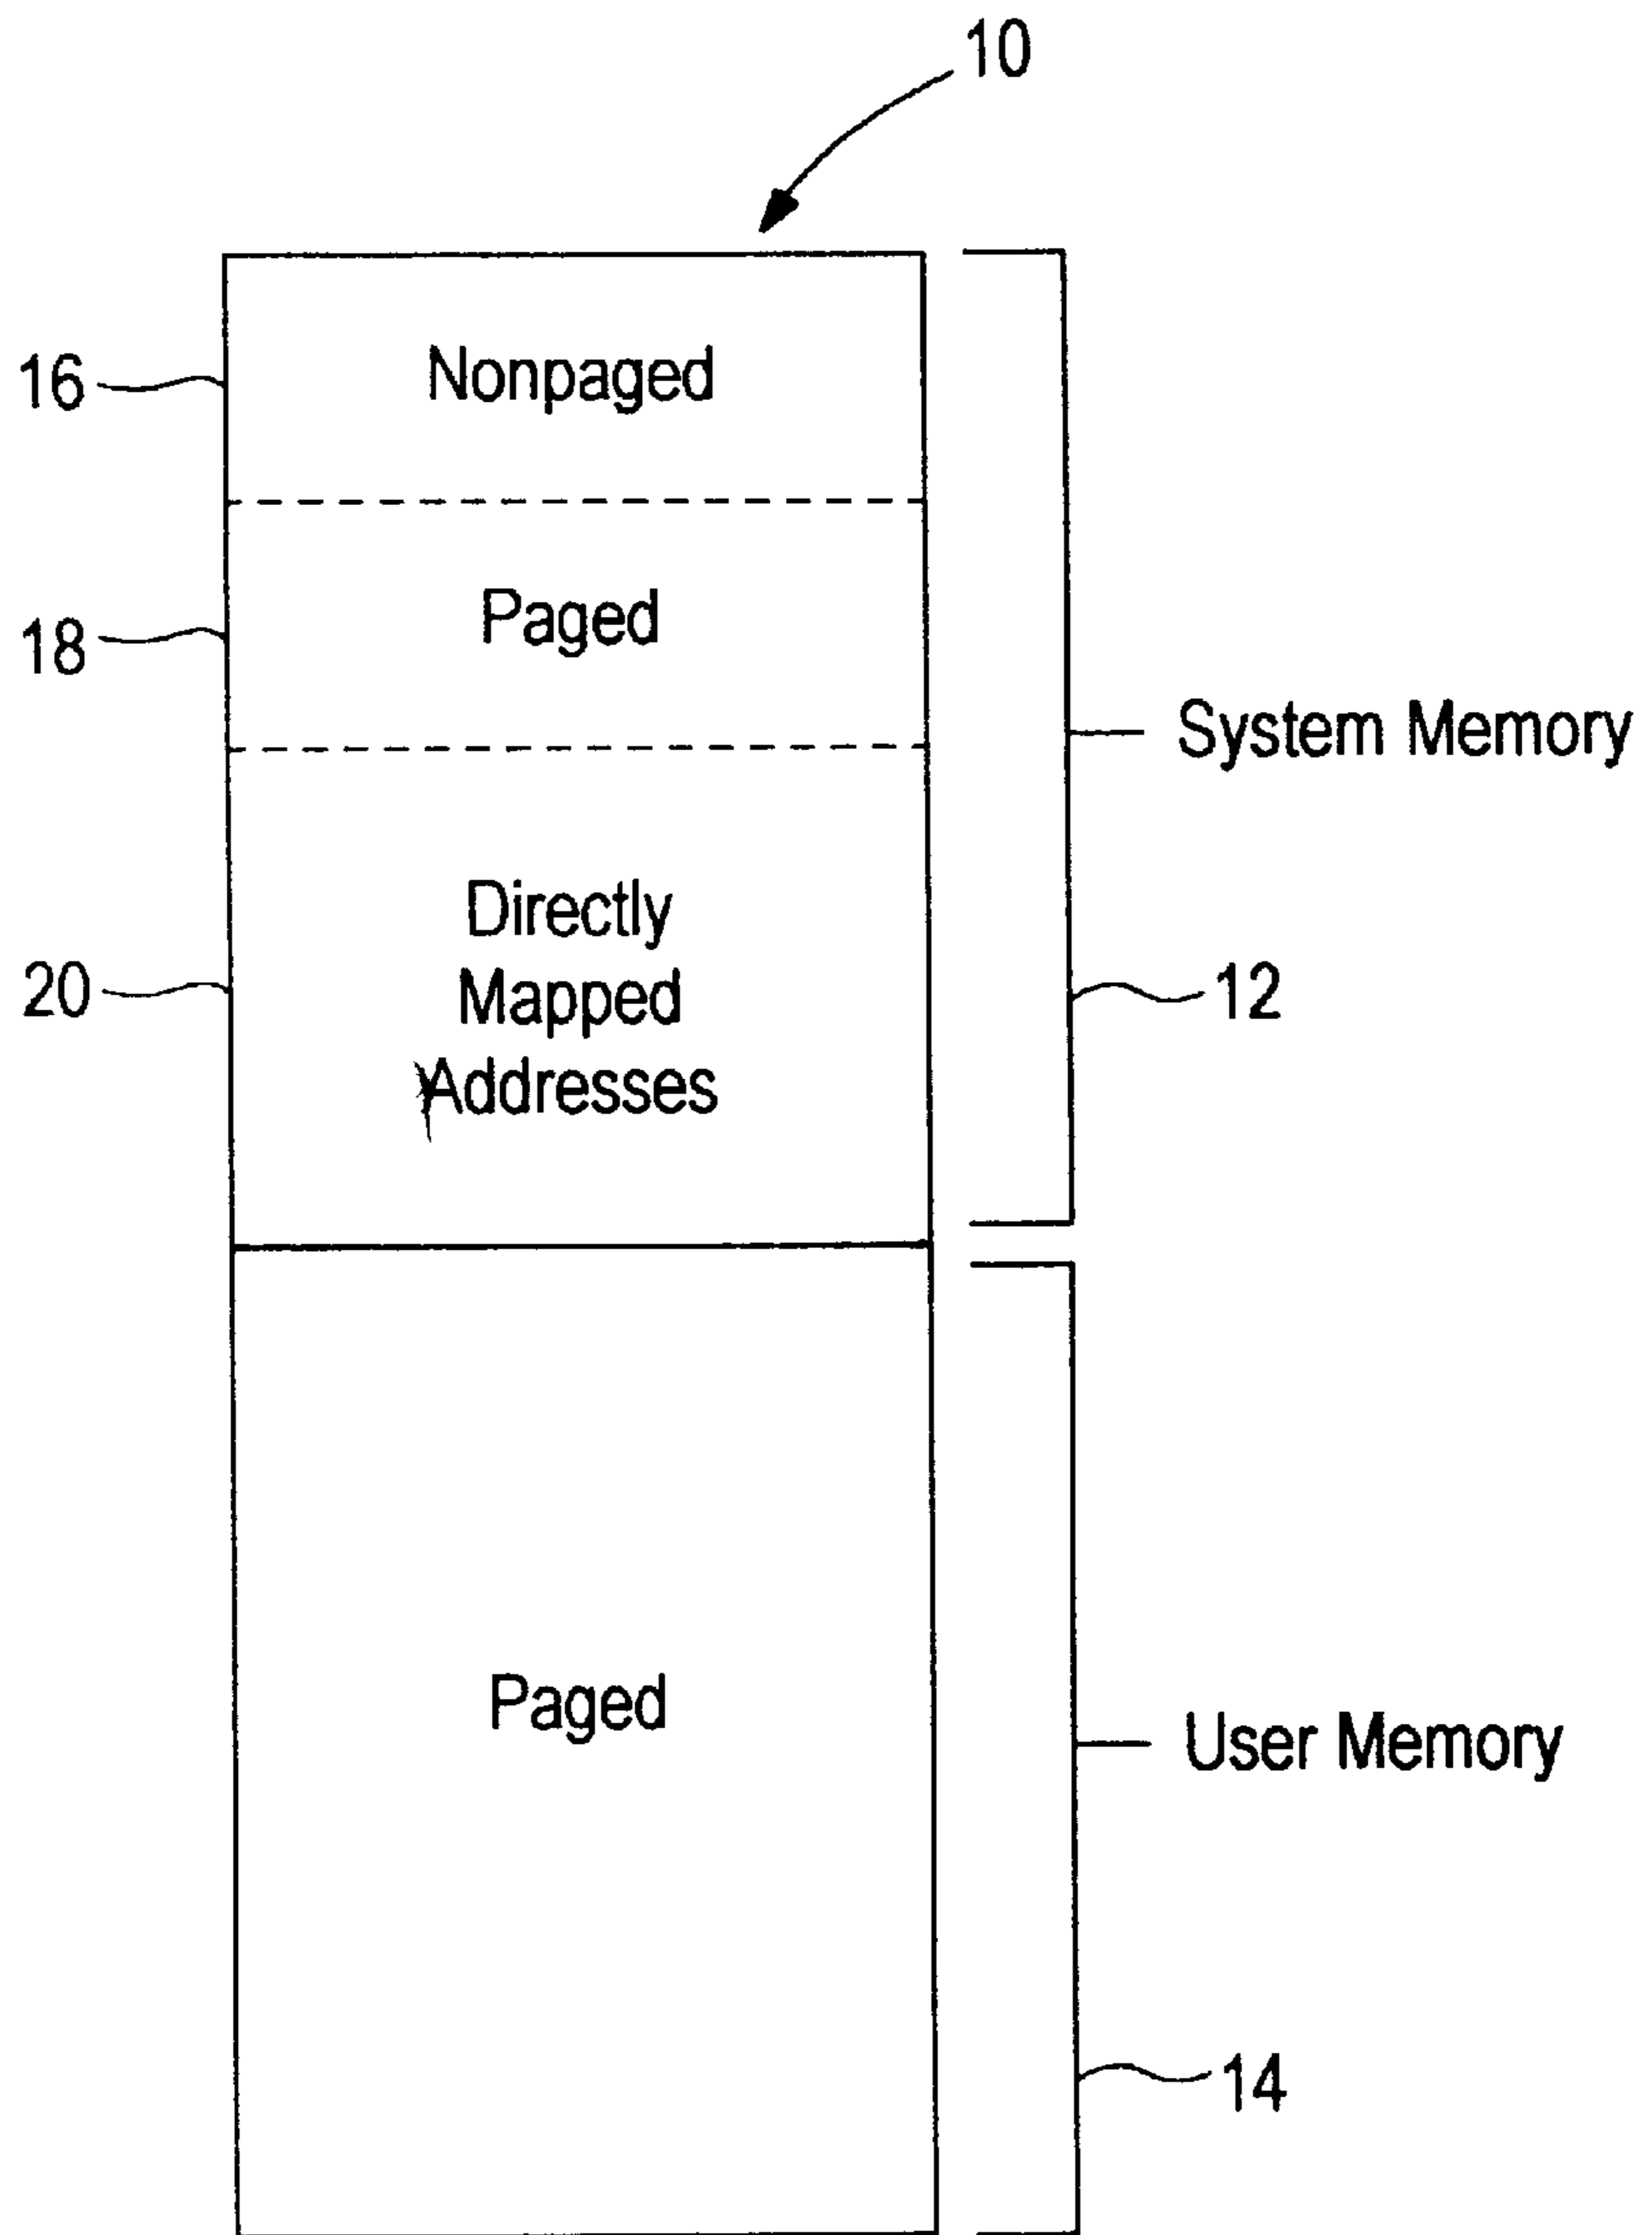 10
16
Nonpaged
18
Paged
System Memory
Directly
Mapped
Addresses
20
12
Paged
User Memory
14